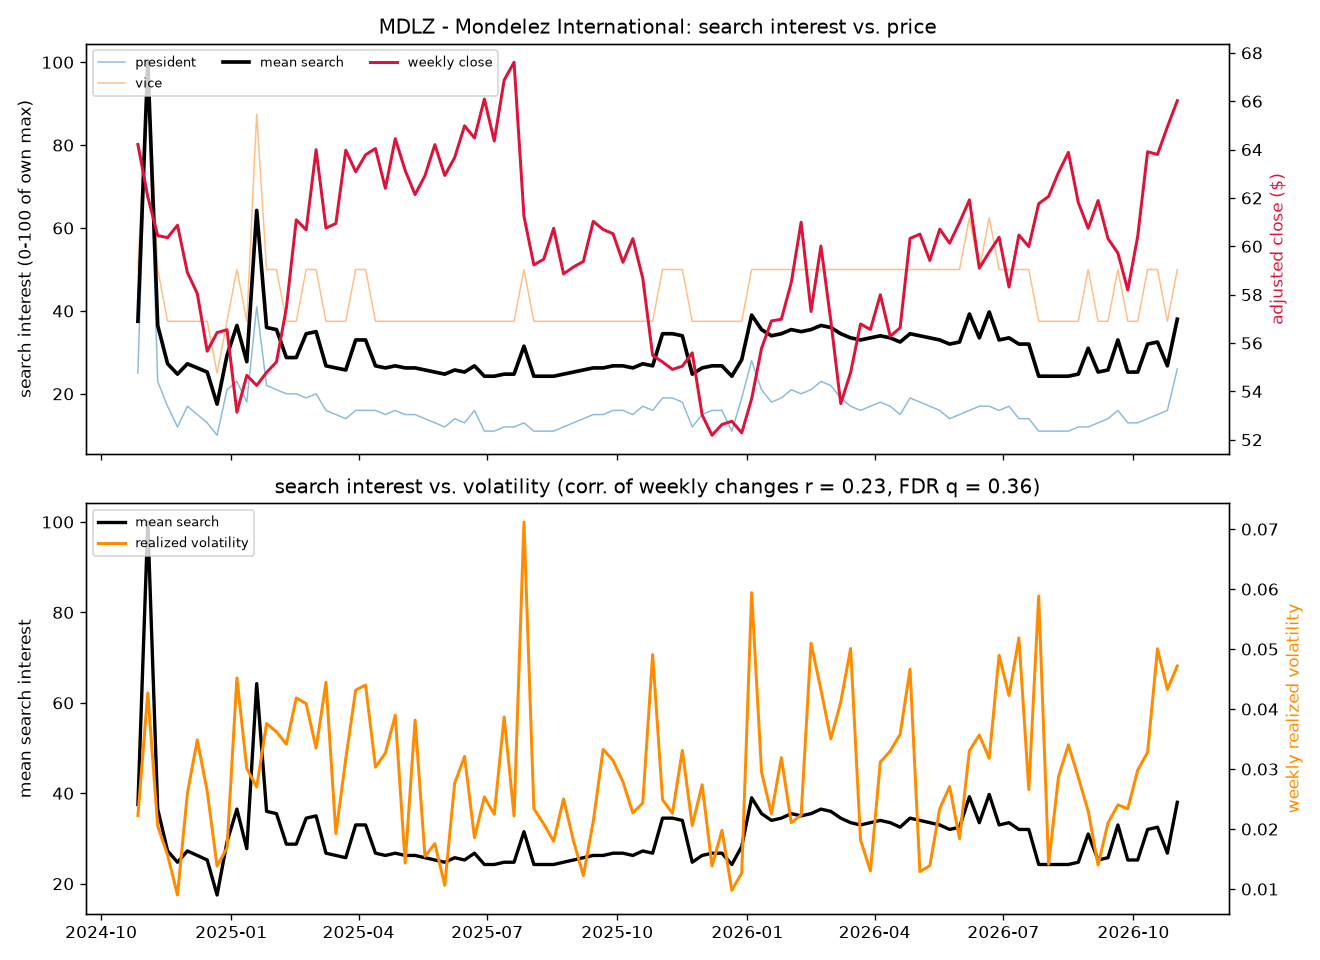 MDLZ - Mondelez International: search interest vs. price
president
vice
mean search
weekly close
100
80
60
40
20
search interest (0-100 of own max)
68
66
64
62
60
58
56
54
52
adjusted close ($)
search interest vs. volatility (corr. of weekly changes r = 0.23, FDR q = 0.36)
mean search
realized volatility
100
80
60
40
20
mean search interest
0.07
0.06
0.05
0.04
0.03
0.02
0.01
weekly realized volatility
2024-10 2025-01 2025-04 2025-07 2025-10 2026-01 2026-04 2026-07 2026-10